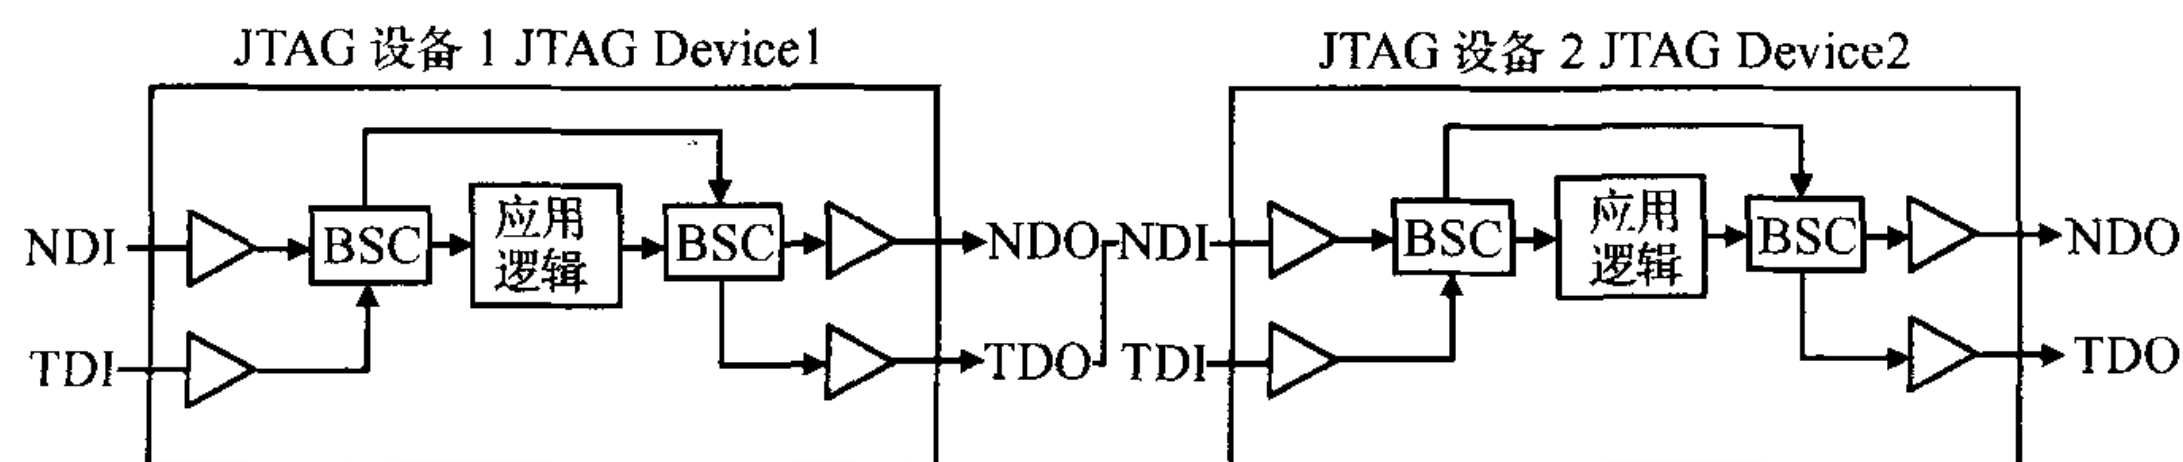 JTAG 设备 1 JTAG Device1
JTAG 设备 2 JTAG Device2
NDI
BSC
应用
逻辑
BSC
NDO
NDI
BSC
应用
逻辑
BSC
NDO
TDI
TDO
TDI
TDO